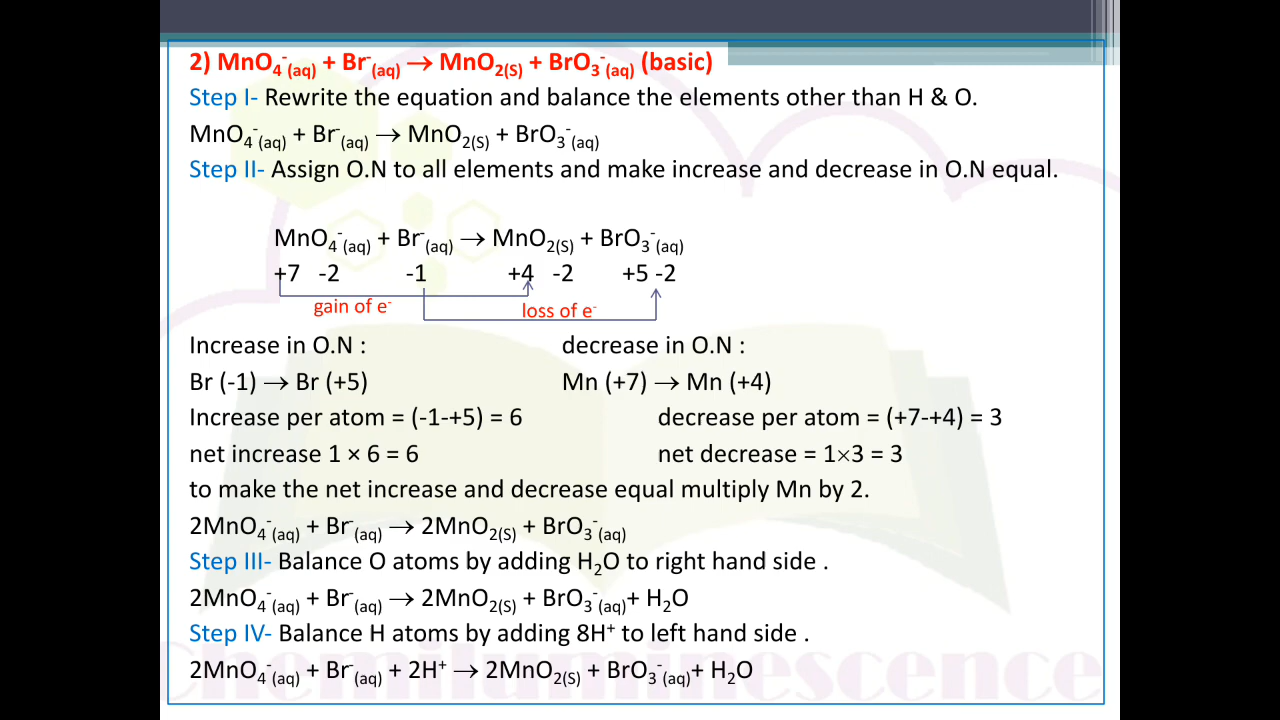 2) MnO₄⁻(aq) + Br⁻(aq) → MnO₂(S) + BrO₃⁻(aq) (basic)
Step I- Rewrite the equation and balance the elements other than H & O.
MnO₄⁻(aq) + Br⁻(aq) → MnO₂(S) + BrO₃⁻(aq)
Step II- Assign O.N to all elements and make increase and decrease in O.N equal.
MnO₄⁻(aq) + Br⁻(aq) → MnO₂(S) + BrO₃⁻(aq)
+7 -2 -1 +4 -2 +5 -2
gain of e⁻ loss of e⁻
Increase in O.N : decrease in O.N :
Br (-1) → Br (+5) Mn (+7) → Mn (+4)
Increase per atom = (-1-+5) = 6 decrease per atom = (+7-+4) = 3
net increase 1 × 6 = 6 net decrease = 1×3 = 3
to make the net increase and decrease equal multiply Mn by 2.
2MnO₄⁻(aq) + Br⁻(aq) → 2MnO₂(S) + BrO₃⁻(aq)
Step III- Balance O atoms by adding H₂O to right hand side .
2MnO₄⁻(aq) + Br⁻(aq) → 2MnO₂(S) + BrO₃⁻(aq)+ H₂O
Step IV- Balance H atoms by adding 8H⁺ to left hand side .
2MnO₄⁻(aq) + Br⁻(aq) + 2H⁺ → 2MnO₂(S) + BrO₃⁻(aq)+ H₂O
Chemiluminescence